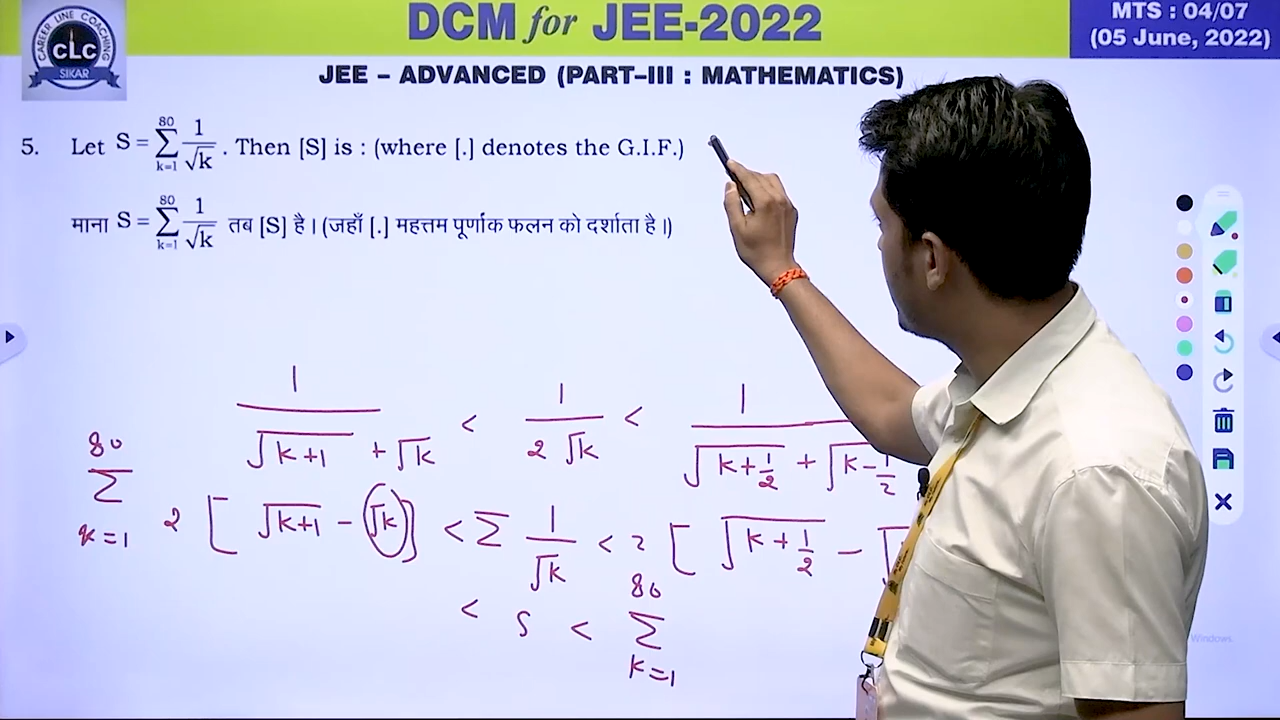 DCM for JEE-2022
MTS : 04/07
(05 June, 2022)
CAREER LINE COACHING
CLC
SIKAR
JEE – ADVANCED (PART–III : MATHEMATICS)
5. Let S = 80 ∑ k=1 1/√k . Then [S] is : (where [.] denotes the G.I.F.)
माना S = 80 ∑ k=1 1/√k तब [S] है। (जहाँ [.] महत्तम पूर्णांक फलन को दर्शाता है।)
1/(√(k+1) + √k) < 1/(2√k) < 1/(√(k+1/2) + √(k-1/2)
80 ∑ k=1 2 [√(k+1) - √k] < ∑ 1/√k < 2 [√(k+1/2) - √
< S < 80 ∑ k=1
Windows.